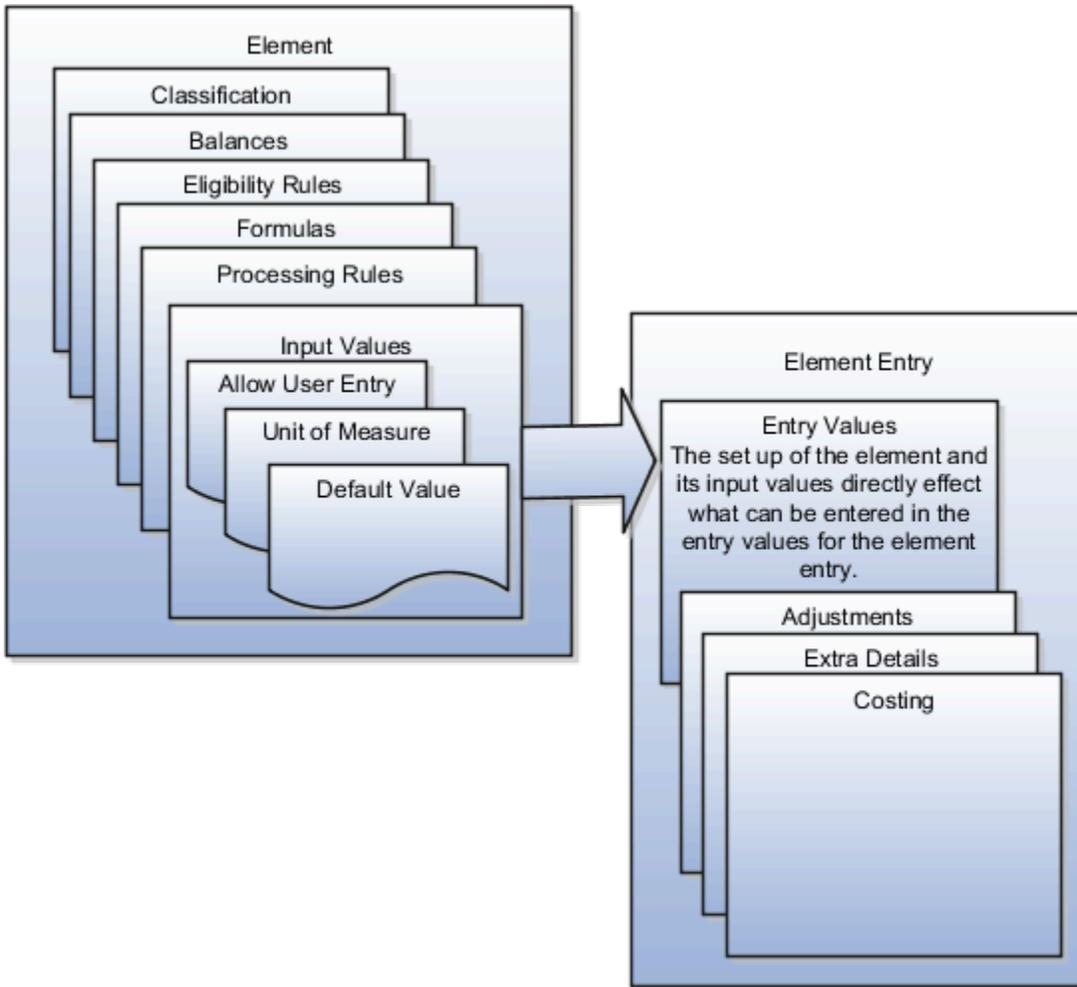 Element
Classification
Balances
Eligibility Rules
Formulas
Processing Rules
Input Values
Allow User Entry
Unit of Measure
Default Value
Element Entry
Entry Values
The set up of the element and
its input values directly effect
what can be entered in the
entry values for the element
entry.
Adjustments
Extra Details
Costing